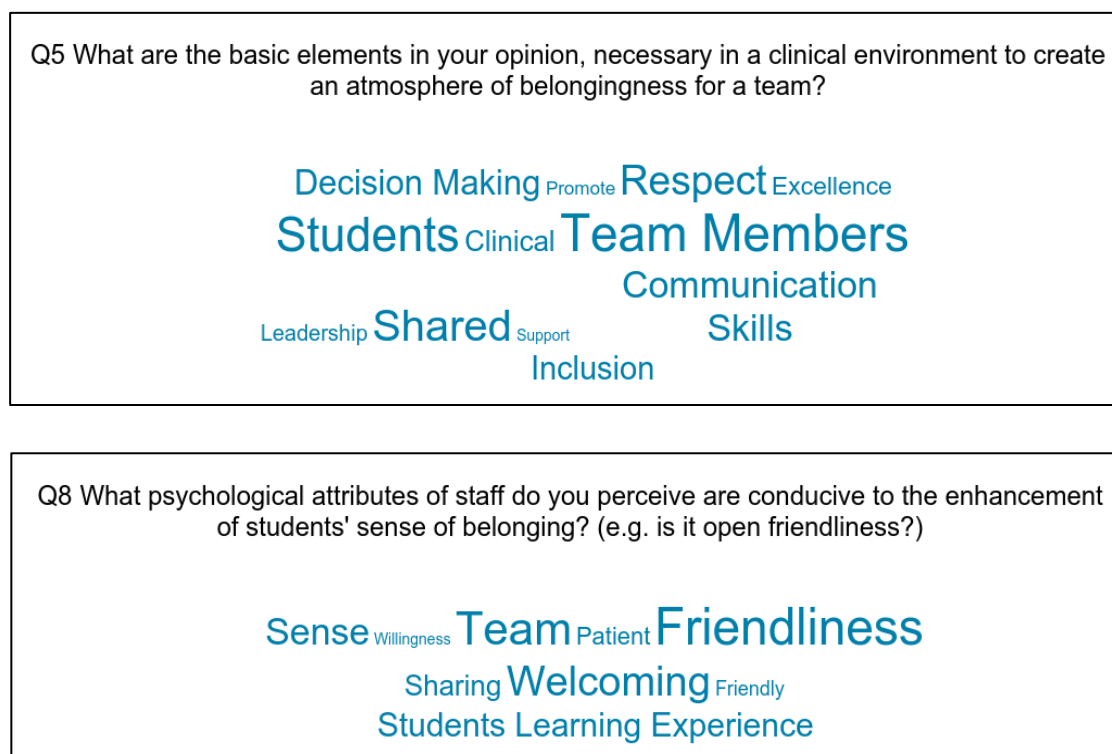 Q5 What are the basic elements in your opinion, necessary in a clinical environment to create
an atmosphere of belongingness for a team?
Decision Making Promote Respect Excellence
Students Clinical Team Members
Communication
Leadership Shared Support Skills
Inclusion
Q8 What psychological attributes of staff do you perceive are conducive to the enhancement
of students' sense of belonging? (e.g. is it open friendliness?)
Sense Willingness Team Patient Friendliness
Sharing Welcoming Friendly
Students Learning Experience